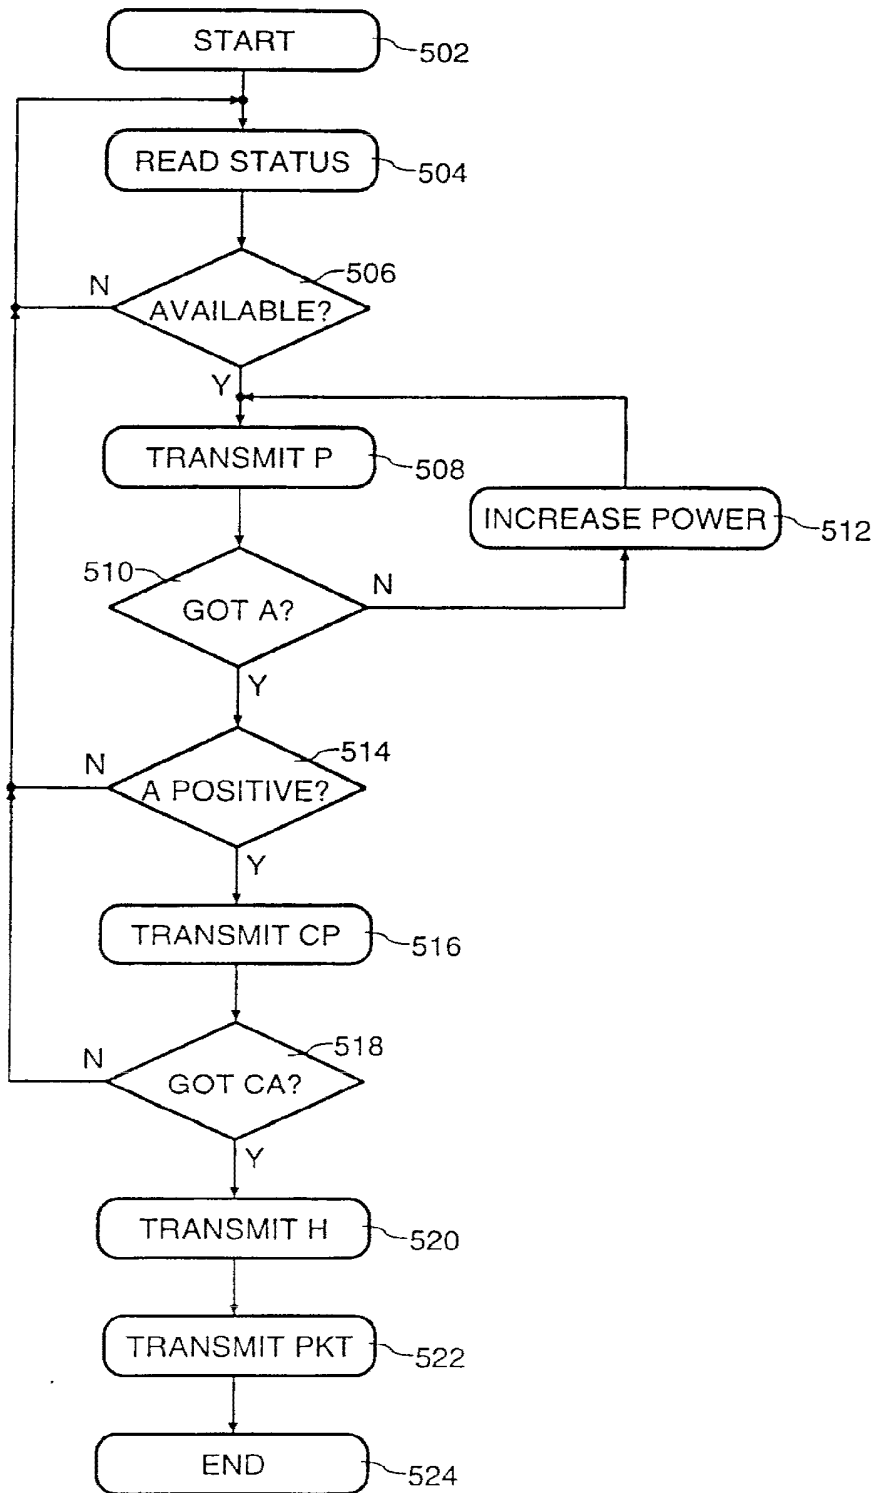 START
502
READ STATUS
504
506
N
AVAILABLE?
Y
TRANSMIT P
508
INCREASE POWER
512
510
N
GOT A?
Y
514
N
A POSITIVE?
Y
TRANSMIT CP
516
518
N
GOT CA?
Y
TRANSMIT H
520
TRANSMIT PKT
522
END
524